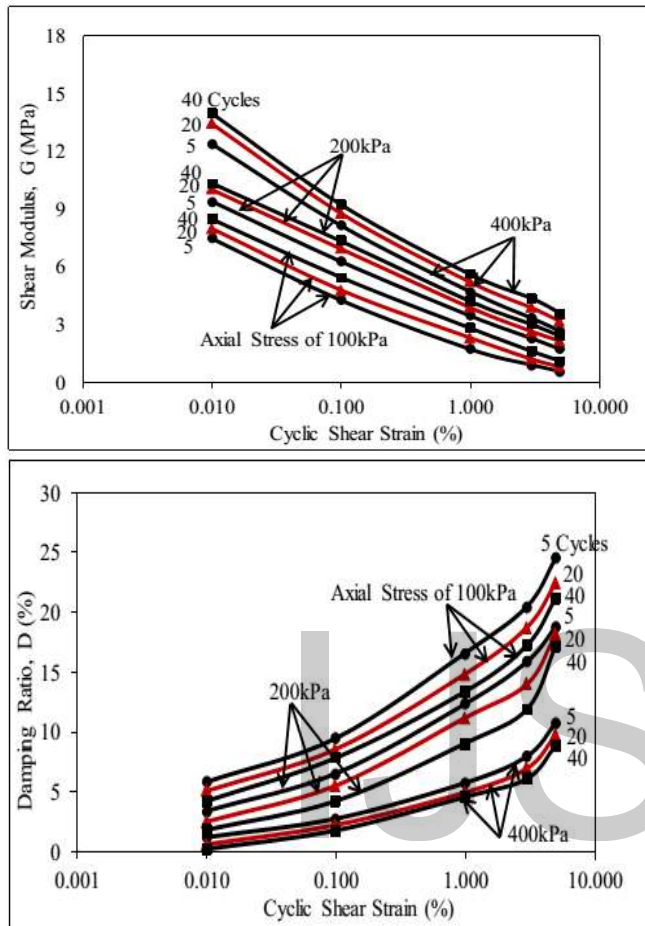 18
15
12
9
6
3
0
Shear Modulus, G (MPa)
40 Cycles
20
5
40
20
5
40
20
5
200kPa
400kPa
Axial Stress of 100kPa
0.001 0.010 0.100 1.000 10.000
Cyclic Shear Strain (%)
30
25
20
15
10
5
0
Damping Ratio, D (%)
5 Cycles
20
40
5
20
40
5
20
40
Axial Stress of 100kPa
200kPa
400kPa
IJS
0.001 0.010 0.100 1.000 10.000
Cyclic Shear Strain (%)